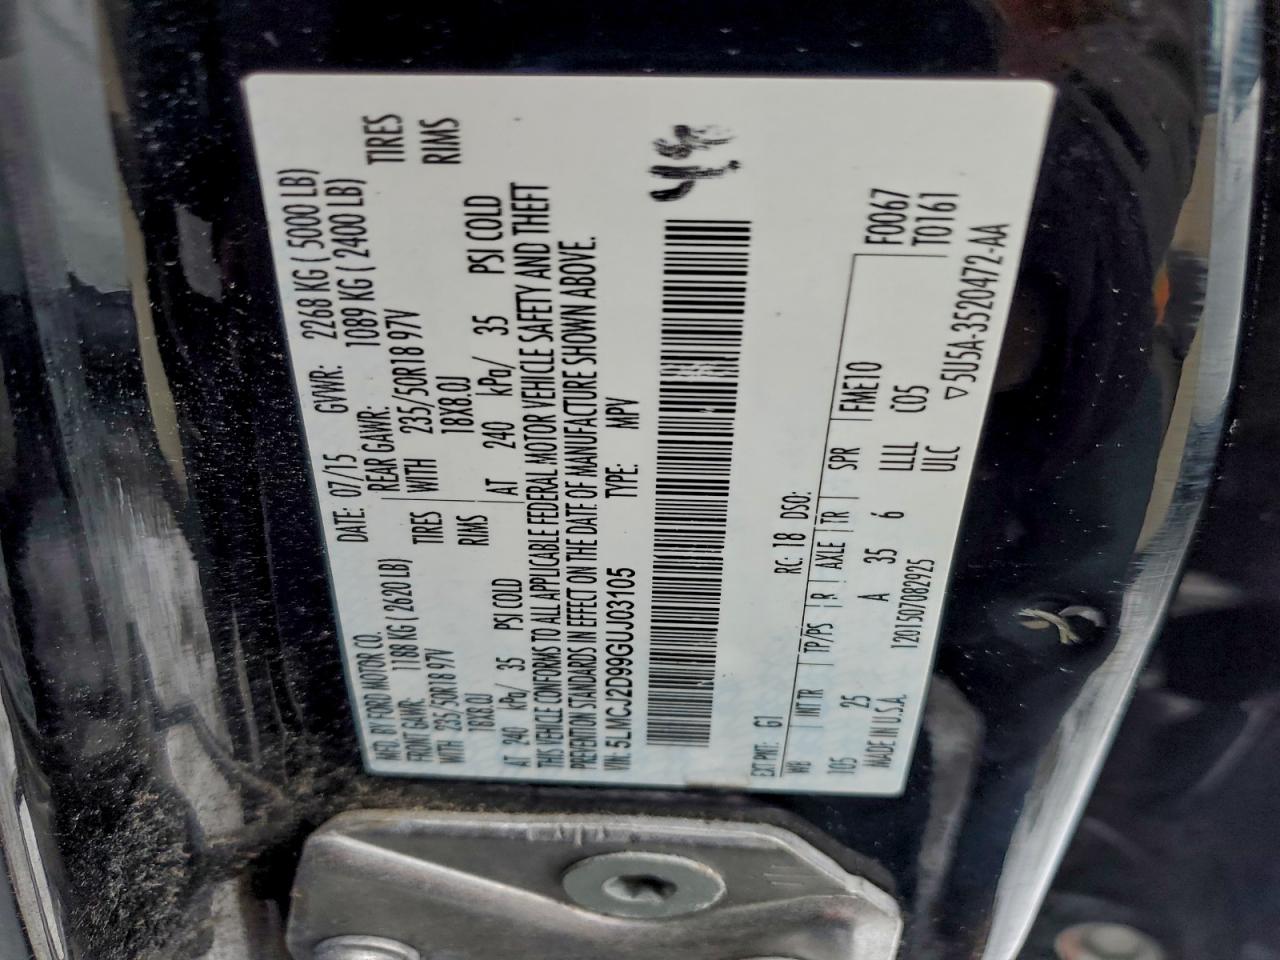 MFD. BY FORD MOTOR CO.
DATE: 07/15 GVWR: 2268 KG ( 5000 LB)
FRONT GAWR: 1188 KG ( 2620 LB) REAR GAWR: 1089 KG ( 2400 LB)
WITH 235/50R18 97V TIRES WITH 235/50R18 97V TIRES
18X8.0J RIMS 18X8.0J RIMS
AT 240 kPa/ 35 PSI COLD AT 240 kPa/ 35 PSI COLD
THIS VEHICLE CONFORMS TO ALL APPLICABLE FEDERAL MOTOR VEHICLE SAFETY AND THEFT
PREVENTION STANDARDS IN EFFECT ON THE DATE OF MANUFACTURE SHOWN ABOVE.
VIN: 5LMCJ2D99GUJ03105 TYPE: MPV
EXT PNT: G1 RC: 18 DSO:
WB INT TR TP/PS R AXLE TR SPR FME10 F0067
105 25 A 35 6 LLLL C05 T0161
MADE IN U.S.A. 1201507082925 ULC ▽5U5A-3520472-AA